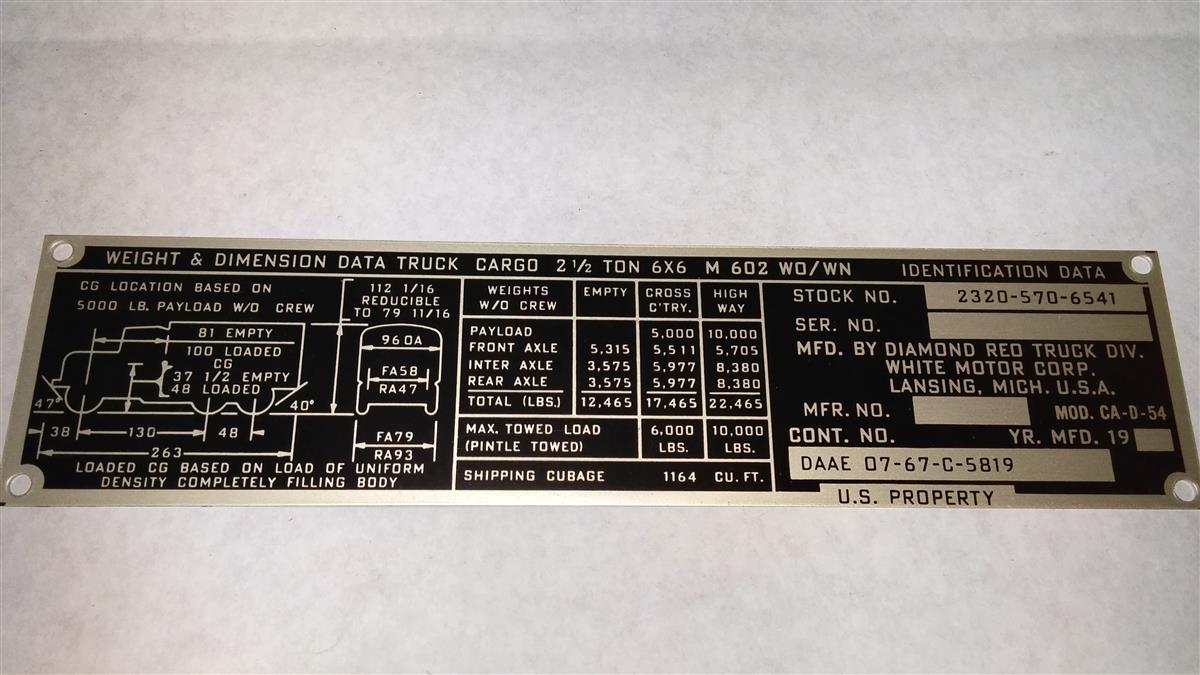 WEIGHT & DIMENSION DATA TRUCK CARGO 2 1/2 TON 6X6 M 602 WO/WN
CG LOCATION BASED ON
5000 LB. PAYLOAD W/O CREW
112 1/16
REDUCIBLE
TO 79 11/16
81 EMPTY
100 LOADED
CG
37 1/2 EMPTY
48 LOADED
47°
40°
38
130
48
263
960A
FA58
RA47
FA79
RA93
LOADED CG BASED ON LOAD OF UNIFORM
DENSITY COMPLETELY FILLING BODY
WEIGHTS W/O CREW EMPTY CROSS C'TRY. HIGH WAY
PAYLOAD 5,000 10,000
FRONT AXLE 5,315 5,511 5,705
INTER AXLE 3,575 5,977 8,380
REAR AXLE 3,575 5,977 8,380
TOTAL (LBS.) 12,465 17,465 22,465
MAX. TOWED LOAD 6,000 10,000
(PINTLE TOWED) LBS. LBS.
SHIPPING CUBAGE 1164 CU. FT.
IDENTIFICATION DATA
STOCK NO. 2320-570-6541
SER. NO.
MFD. BY DIAMOND REO TRUCK DIV.
WHITE MOTOR CORP.
LANSING, MICH. U.S.A.
MFR. NO. MOD. CA-D-54
CONT. NO. YR. MFD. 19
DAAE 07-67-C-5819
U.S. PROPERTY